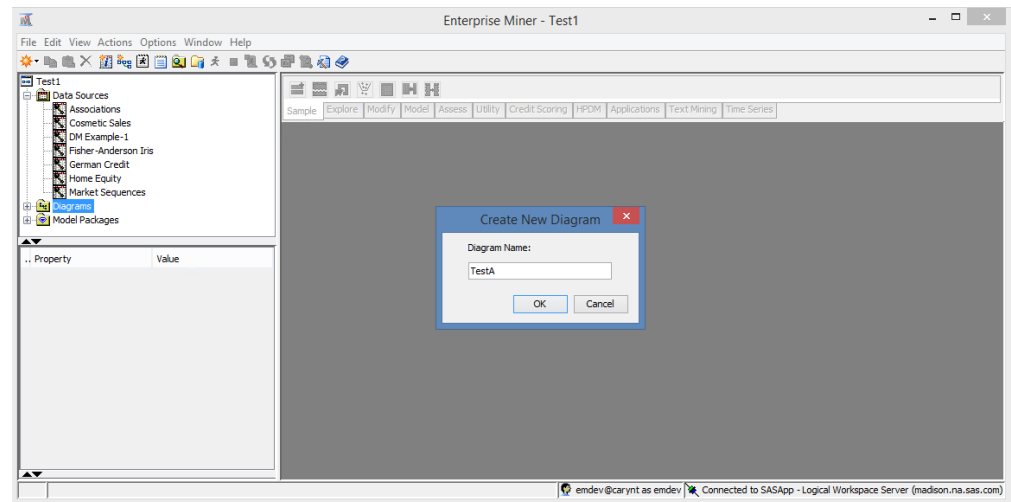 Enterprise Miner - Test1
File Edit View Actions Options Window Help
Test1
Data Sources
Associations
Cosmetic Sales
DM Example-1
Fisher-Anderson Iris
German Credit
Home Equity
Market Sequences
Diagrams
Model Packages
.. Property Value
Sample Explore Modify Model Assess Utility Credit Scoring HPDM Applications Text Mining Time Series
Create New Diagram
Diagram Name:
TestA
OK Cancel
emdev@carynt as emdev Connected to SASApp - Logical Workspace Server (madison.na.sas.com)